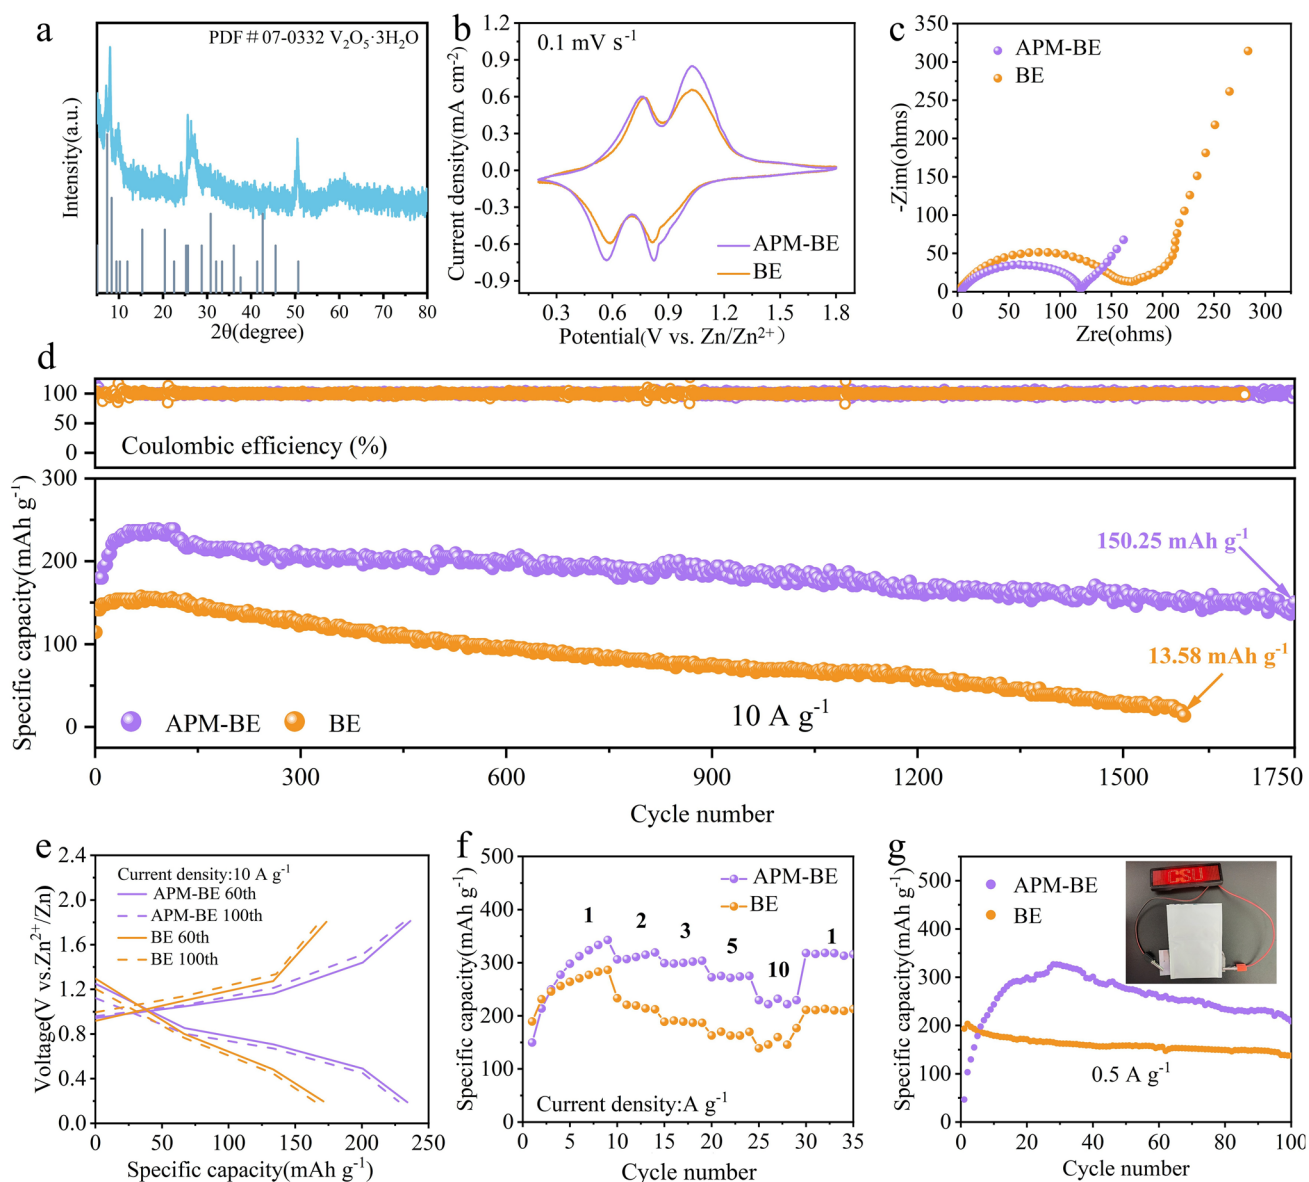 a
PDF#07-0332 V₂O₅·3H₂O
Intensity(a.u.)
10 20 30 40 50 60 70 80
2θ(degree)
b
0.1 mV s⁻¹
Current density(mA cm⁻²)
1.2
0.9
0.6
0.3
0.0
-0.3
-0.6
-0.9
APM-BE
BE
0.3 0.6 0.9 1.2 1.5 1.8
Potential(V vs. Zn/Zn²⁺)
c
APM-BE
BE
-Zim(ohms)
350
300
250
200
150
100
50
0
0 50 100 150 200 250 300
Zre(ohms)
d
100
50
0
Coulombic efficiency (%)
Specific capacity(mAh g⁻¹)
300
200
100
0
150.25 mAh g⁻¹
13.58 mAh g⁻¹
APM-BE
BE
10 A g⁻¹
0 300 600 900 1200 1500 1750
Cycle number
e
Voltage(V vs.Zn²⁺/Zn)
2.4
2.0
1.6
1.2
0.8
0.4
0.0
Current density:10 A g⁻¹
APM-BE 60th
APM-BE 100th
BE 60th
BE 100th
0 50 100 150 200 250
Specific capacity(mAh g⁻¹)
f
Specific capacity(mAh g⁻¹)
500
400
300
200
100
0
APM-BE
BE
1 2 3 5 10 1
Current density:A g⁻¹
0 5 10 15 20 25 30 35
Cycle number
g
Specific capacity(mAh g⁻¹)
500
400
300
200
100
0
APM-BE
BE
CSU
0.5 A g⁻¹
0 20 40 60 80 100
Cycle number